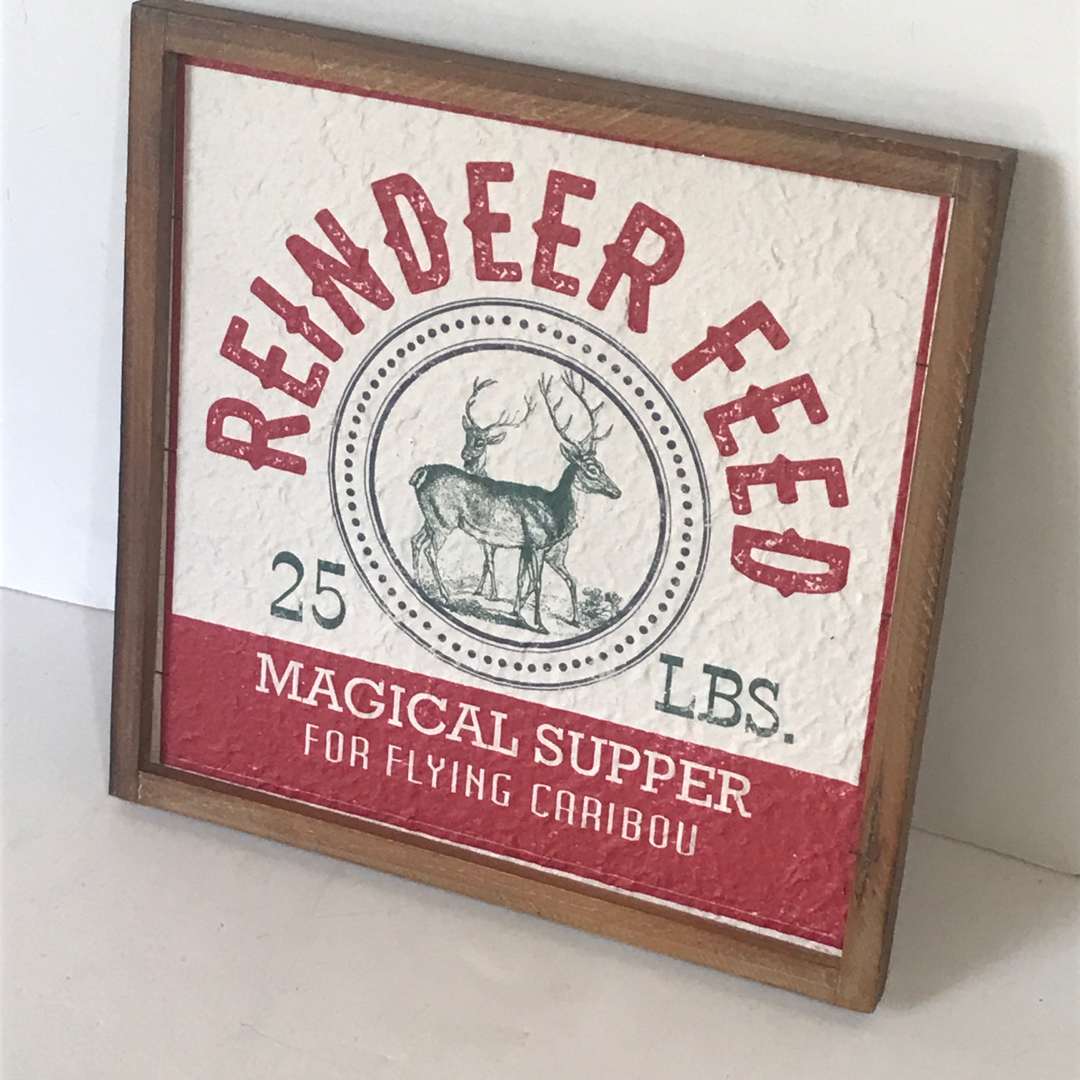 REINDEER FEED
25 LBS.
MAGICAL SUPPER
FOR FLYING CARIBOU